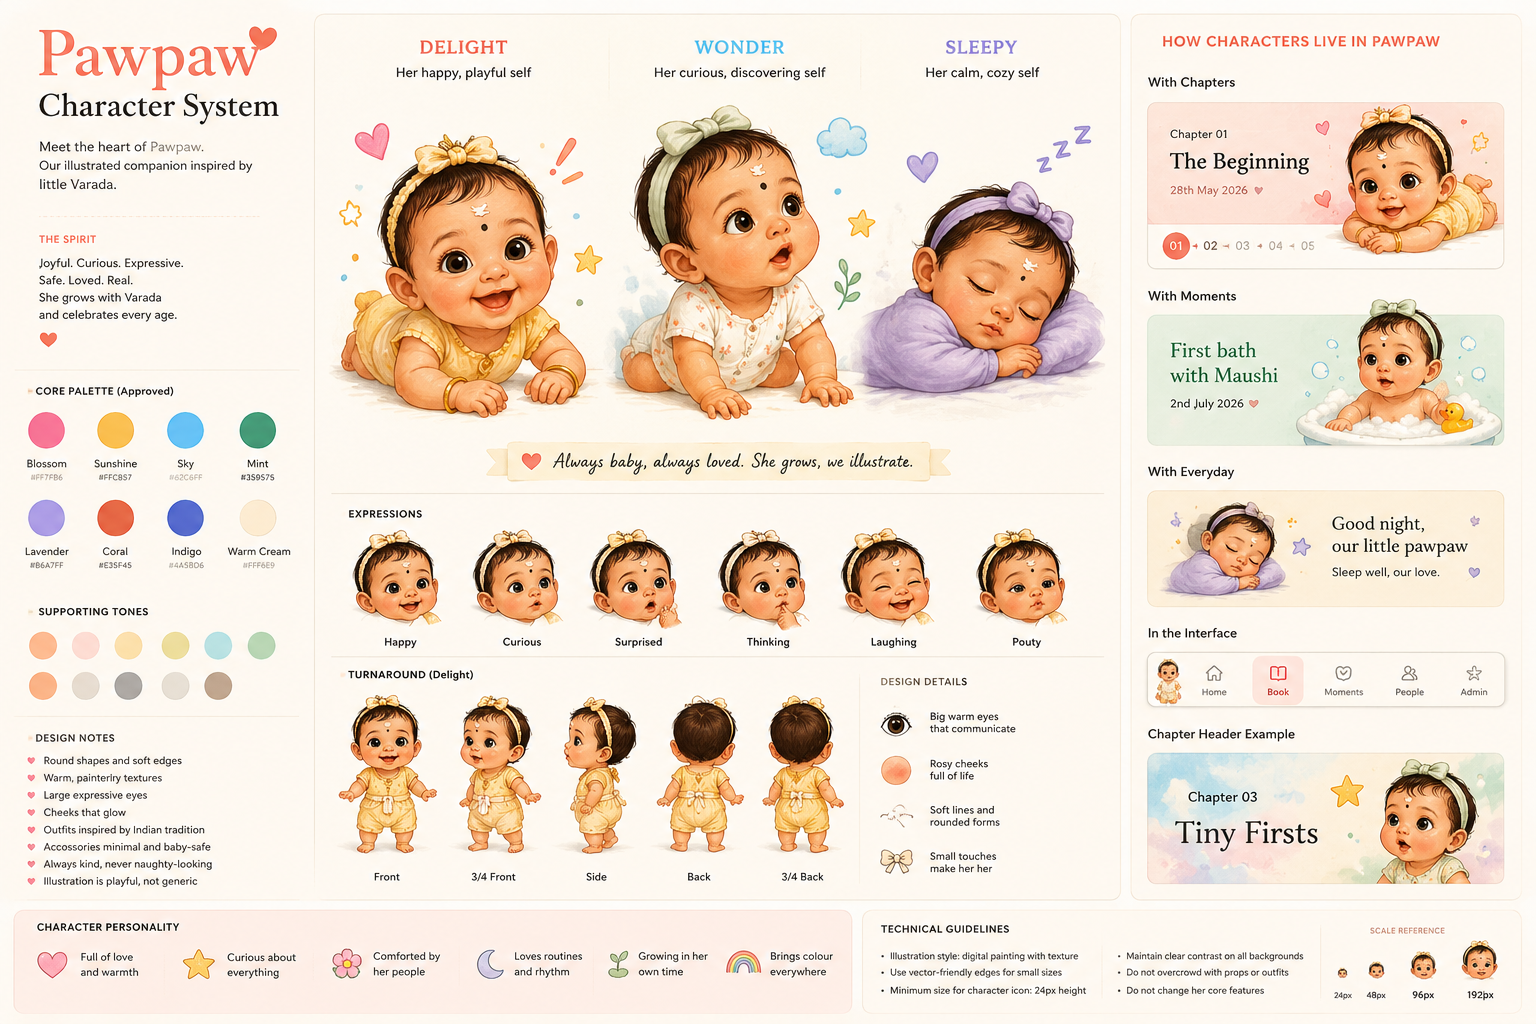 Pawpaw
Character System
Meet the heart of Pawpaw.
Our illustrated companion inspired by
little Varada.
THE SPIRIT
Joyful. Curious. Expressive.
Safe. Loved. Real.
She grows with Varada
and celebrates every age.
CORE PALETTE (Approved)
Blossom
#FF7FB6
Sunshine
#FFC857
Sky
#62C6FF
Mint
#3S9575
Lavender
#B6A7FF
Coral
#E35F45
Indigo
#4A5BD6
Warm Cream
#FFF6E9
SUPPORTING TONES
DESIGN NOTES
Round shapes and soft edges
Warm, painterlry textures
Large expressive eyes
Cheeks that glow
Outfits inspired by Indian tradition
Accossories minimal and baby-safe
Always kind, never naughty-looking
Illustration is playful, not generic
DELIGHT
Her happy, playful self
WONDER
Her curious, discovering self
SLEEPY
Her calm, cozy self
z z z
Always baby, always loved. She grows, we illustrate.
EXPRESSIONS
Happy
Curious
Surprised
Thinking
Laughing
Pouty
TURNAROUND (Delight)
Front
3/4 Front
Side
Back
3/4 Back
DESIGN DETAILS
Big warm eyes
that communicate
Rosy cheeks
full of life
Soft lines and
rounded forms
Small touches
make her her
HOW CHARACTERS LIVE IN PAWPAW
With Chapters
Chapter 01
The Beginning
28th May 2026
01 02 03 04 05
With Moments
First bath
with Maushi
2nd July 2026
With Everyday
Good night,
our little pawpaw
Sleep well, our love.
In the Interface
Home
Book
Moments
People
Admin
Chapter Header Example
Chapter 03
Tiny Firsts
CHARACTER PERSONALITY
Full of love
and warmth
Curious about
everything
Comforted by
her people
Loves routines
and rhythm
Growing in her
own time
Brings colour
everywhere
TECHNICAL GUIDELINES
• Illustration style: digital painting with texture
• Use vector-friendly edges for small sizes
• Minimum size for character icon: 24px height
• Maintain clear contrast on all backgrounds
• Do not overcrowd with props or outfits
• Do not change her core features
SCALE REFERENCE
24px
48px
96px
192px